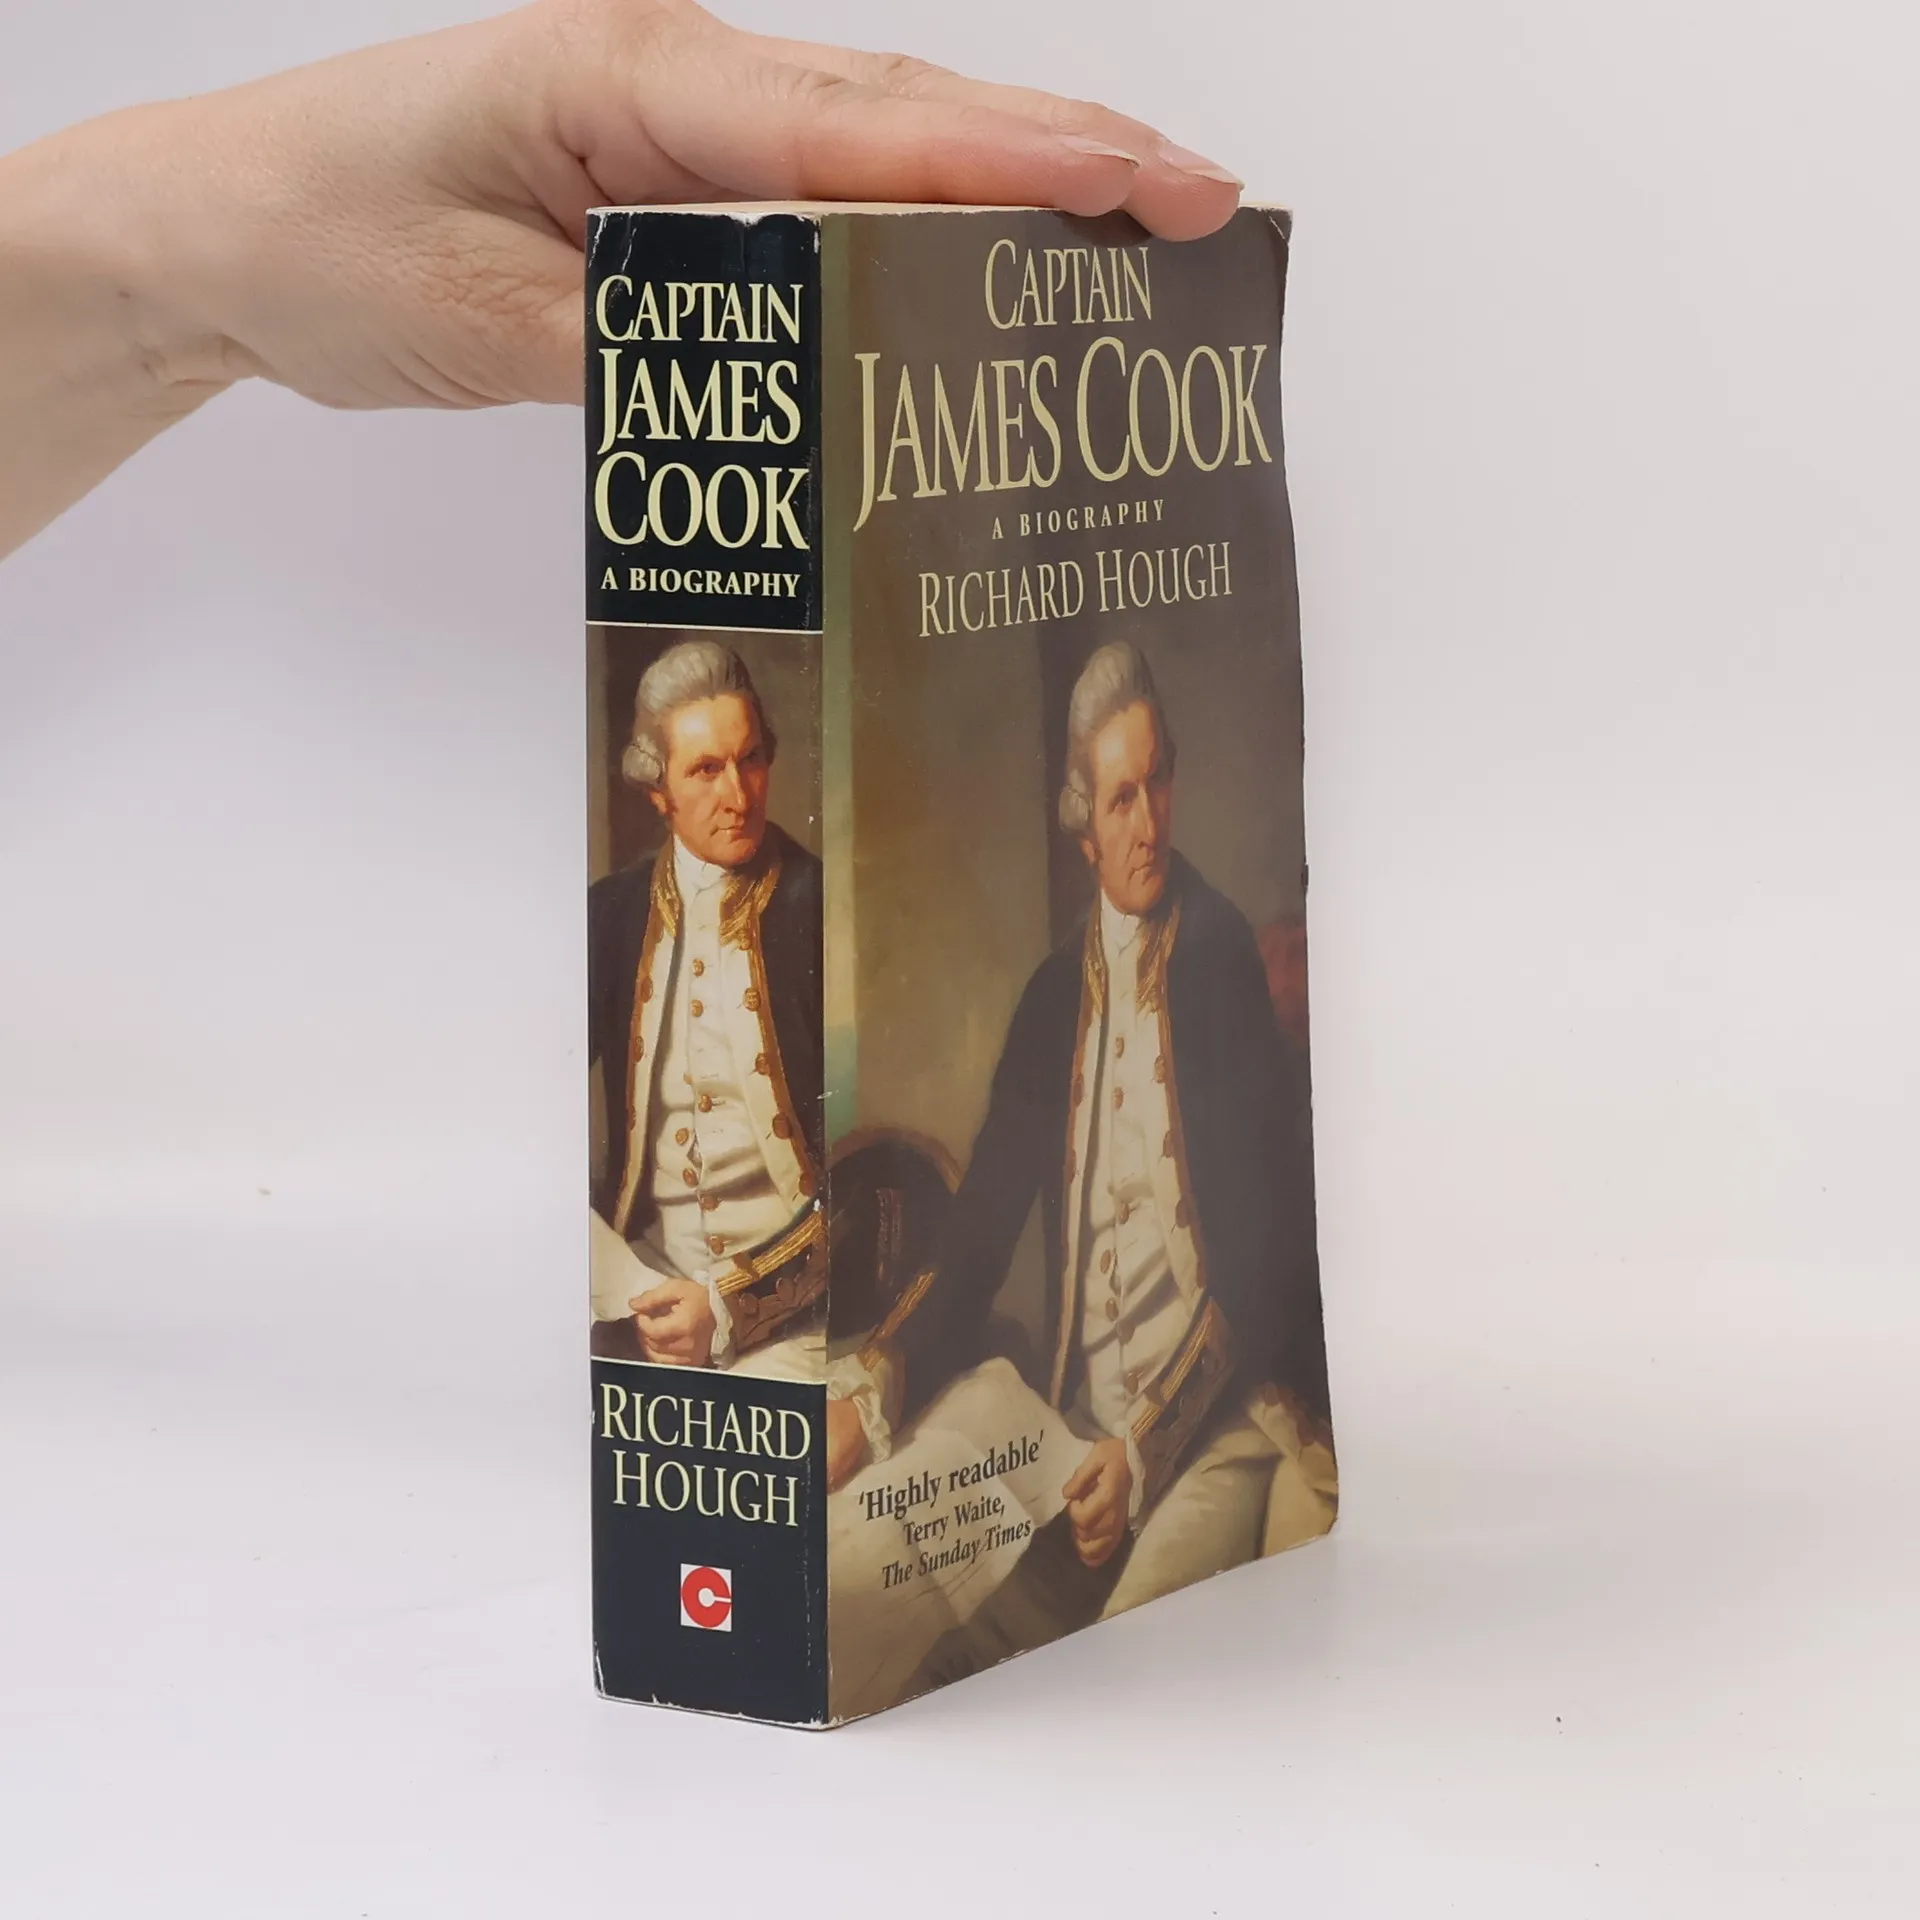 CAPTAIN
JAMES
COOK
A BIOGRAPHY
RICHARD
HOUGH
CAPTAIN
JAMES COOK
A BIOGRAPHY
RICHARD HOUGH
‘Highly readable’
Terry Waite,
The Sunday Times